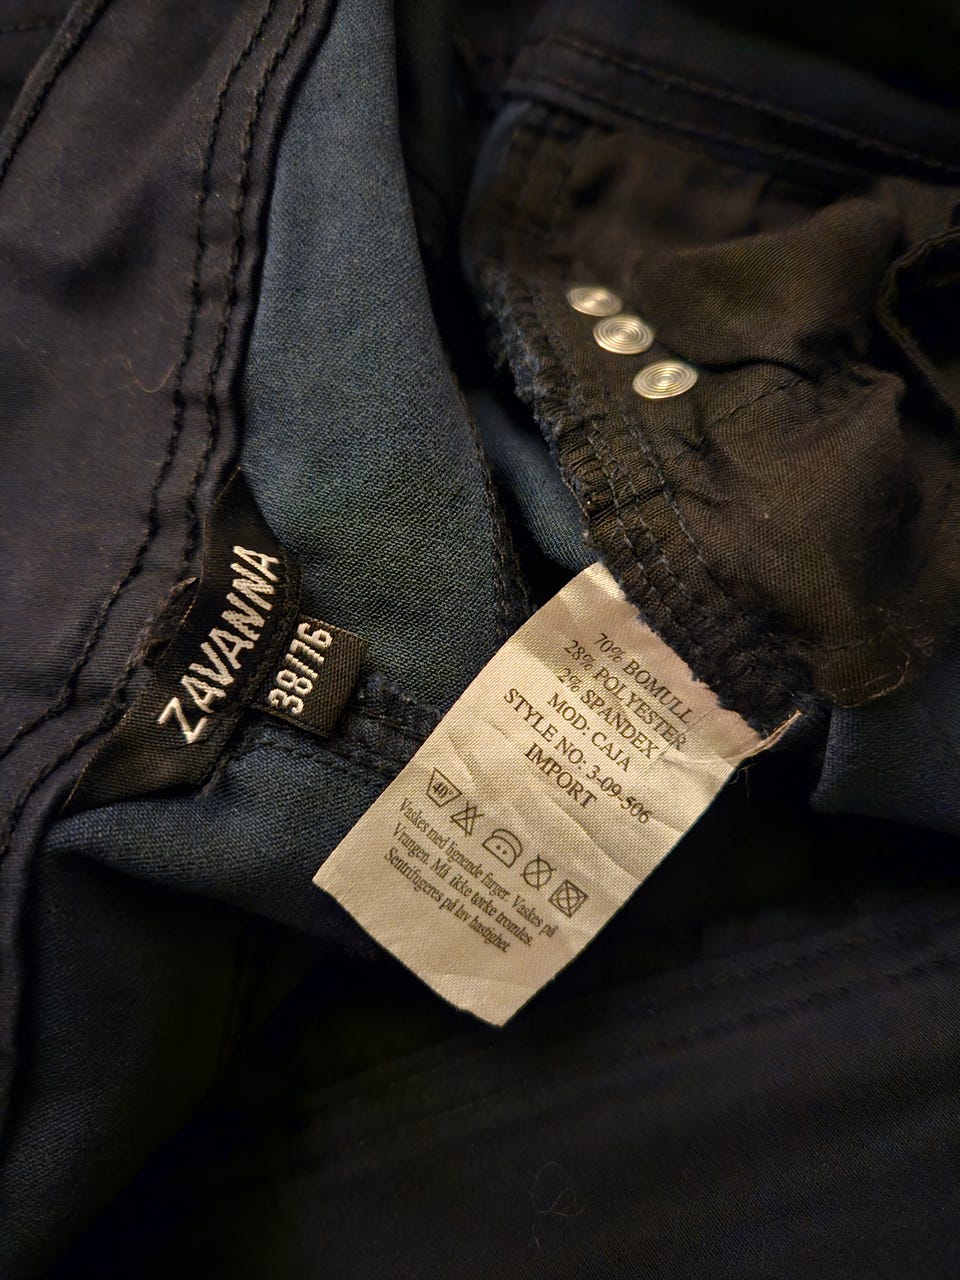 ZAVANNA
38/76
70% BOMULL
28% POLYESTER
2% SPANDEX
MOD: CAJA
STYLE NO: 3-09-506
IMPORT
40
Vaskes med lignende farger. Vaskes på
Vrangen. Må ikke tørke tromles.
Sentrifugeres på lav hastighet.